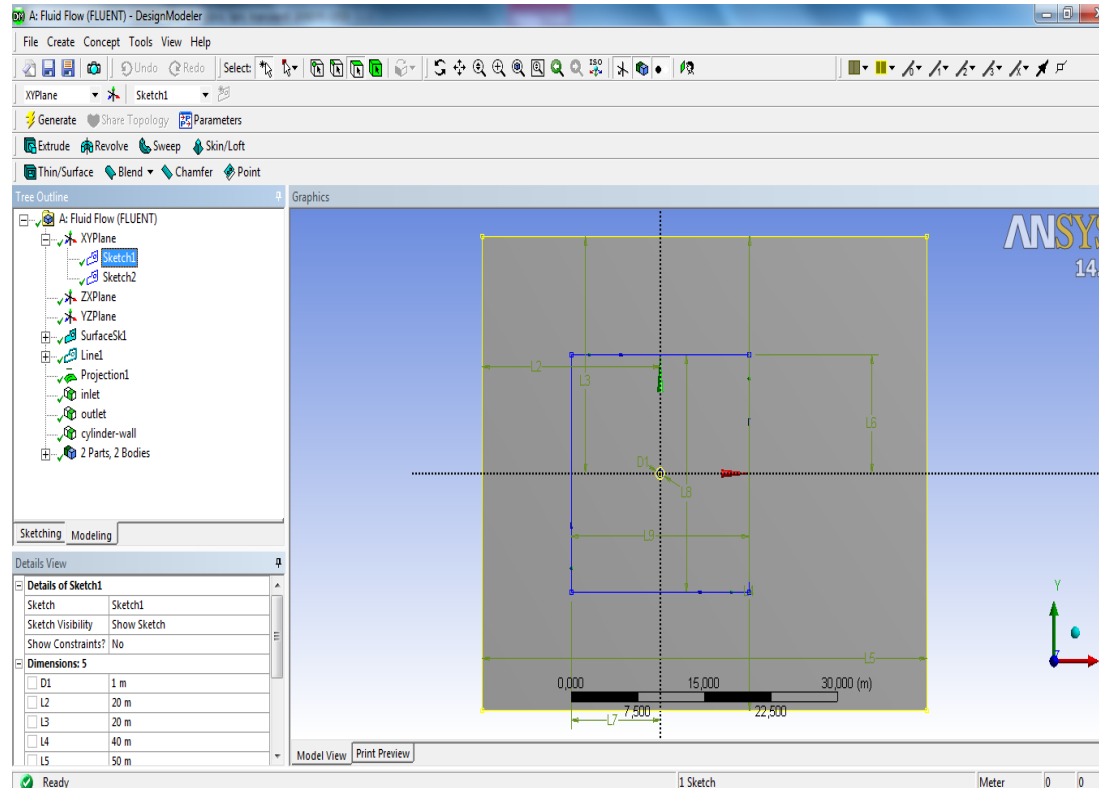 A: Fluid Flow (FLUENT) - DesignModeler
File Create Concept Tools View Help
Undo Redo Select:
XYPlane Sketch1
Generate Share Topology Parameters
Extrude Revolve Sweep Skin/Loft
Thin/Surface Blend Chamfer Point
Tree Outline
A: Fluid Flow (FLUENT)
XYPlane
Sketch1
Sketch2
ZXPlane
YZPlane
SurfaceSk1
Line1
Projection1
inlet
outlet
cylinder-wall
2 Parts, 2 Bodies
Sketching Modeling
Details View
Details of Sketch1
Sketch Sketch1
Sketch Visibility Show Sketch
Show Constraints? No
Dimensions: 5
D1 1 m
L2 20 m
L3 20 m
L4 40 m
L5 50 m
Graphics
ANSYS
14.
L2
L3
L6
D1
L8
L9
L5
Y
0,000 15,000 30,000 (m)
7,500 22,500
L7
Model View Print Preview
Ready 1 Sketch Meter 0 0